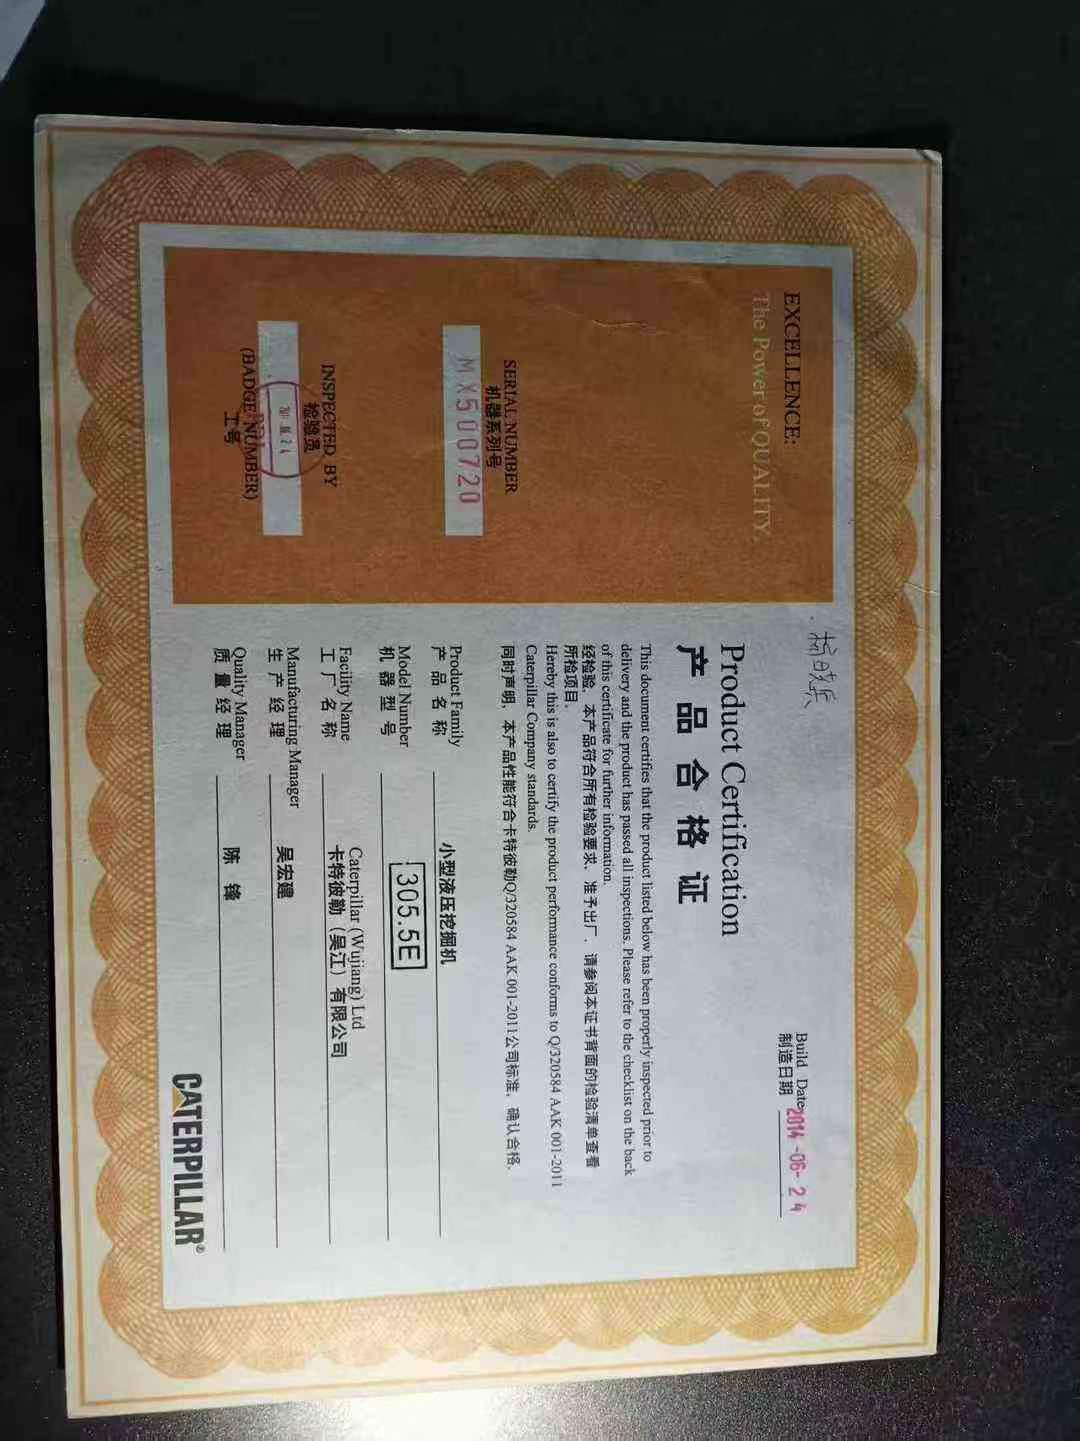 EXCELLENCE:
The Power of QUALITY.
SERIAL NUMBER
机器系列号
MX500720
INSPECTED BY
检验员
(BADGE NUMBER)
工号
Build Date 2014-06-24
制造日期
Product Certification
产品合格证
This document certifies that the product listed below has been properly inspected prior to
delivery and the product has passed all inspections. Please refer to the checklist on the back
of this certificate for further information.
经检验，本产品符合所有检验要求，准予出厂，请参阅本证书背面的检验清单查看
所检项目.
Hereby this is also to certify the product performance conforms to Q/320584 AAK 001-2011
Caterpillar Company standards.
同时声明，本产品性能符合卡特彼勒Q/320584 AAK 001-2011公司标准，确认合格.
Product Family
产品名称 小型液压挖掘机
Model Number
机器型号 305.5E
Facility Name Caterpillar (Wujiang) Ltd
工厂名称 卡特彼勒（吴江）有限公司
Manufacturing Manager
生产经理 吴宏建
Quality Manager
质量经理 陈锋
CATERPILLAR®